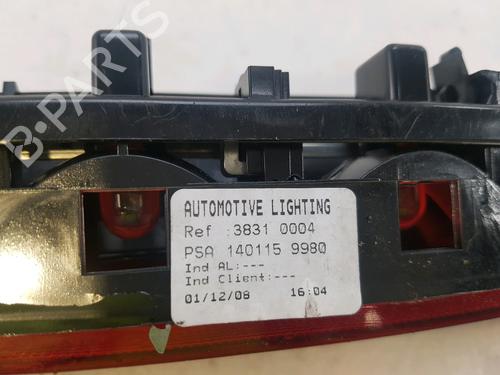 B-PARTS
AUTOMOTIVE LIGHTING
Ref :3831 0004
PSA 140115 9980
Ind AL:---
Ind Client:---
01/12/08 16:04